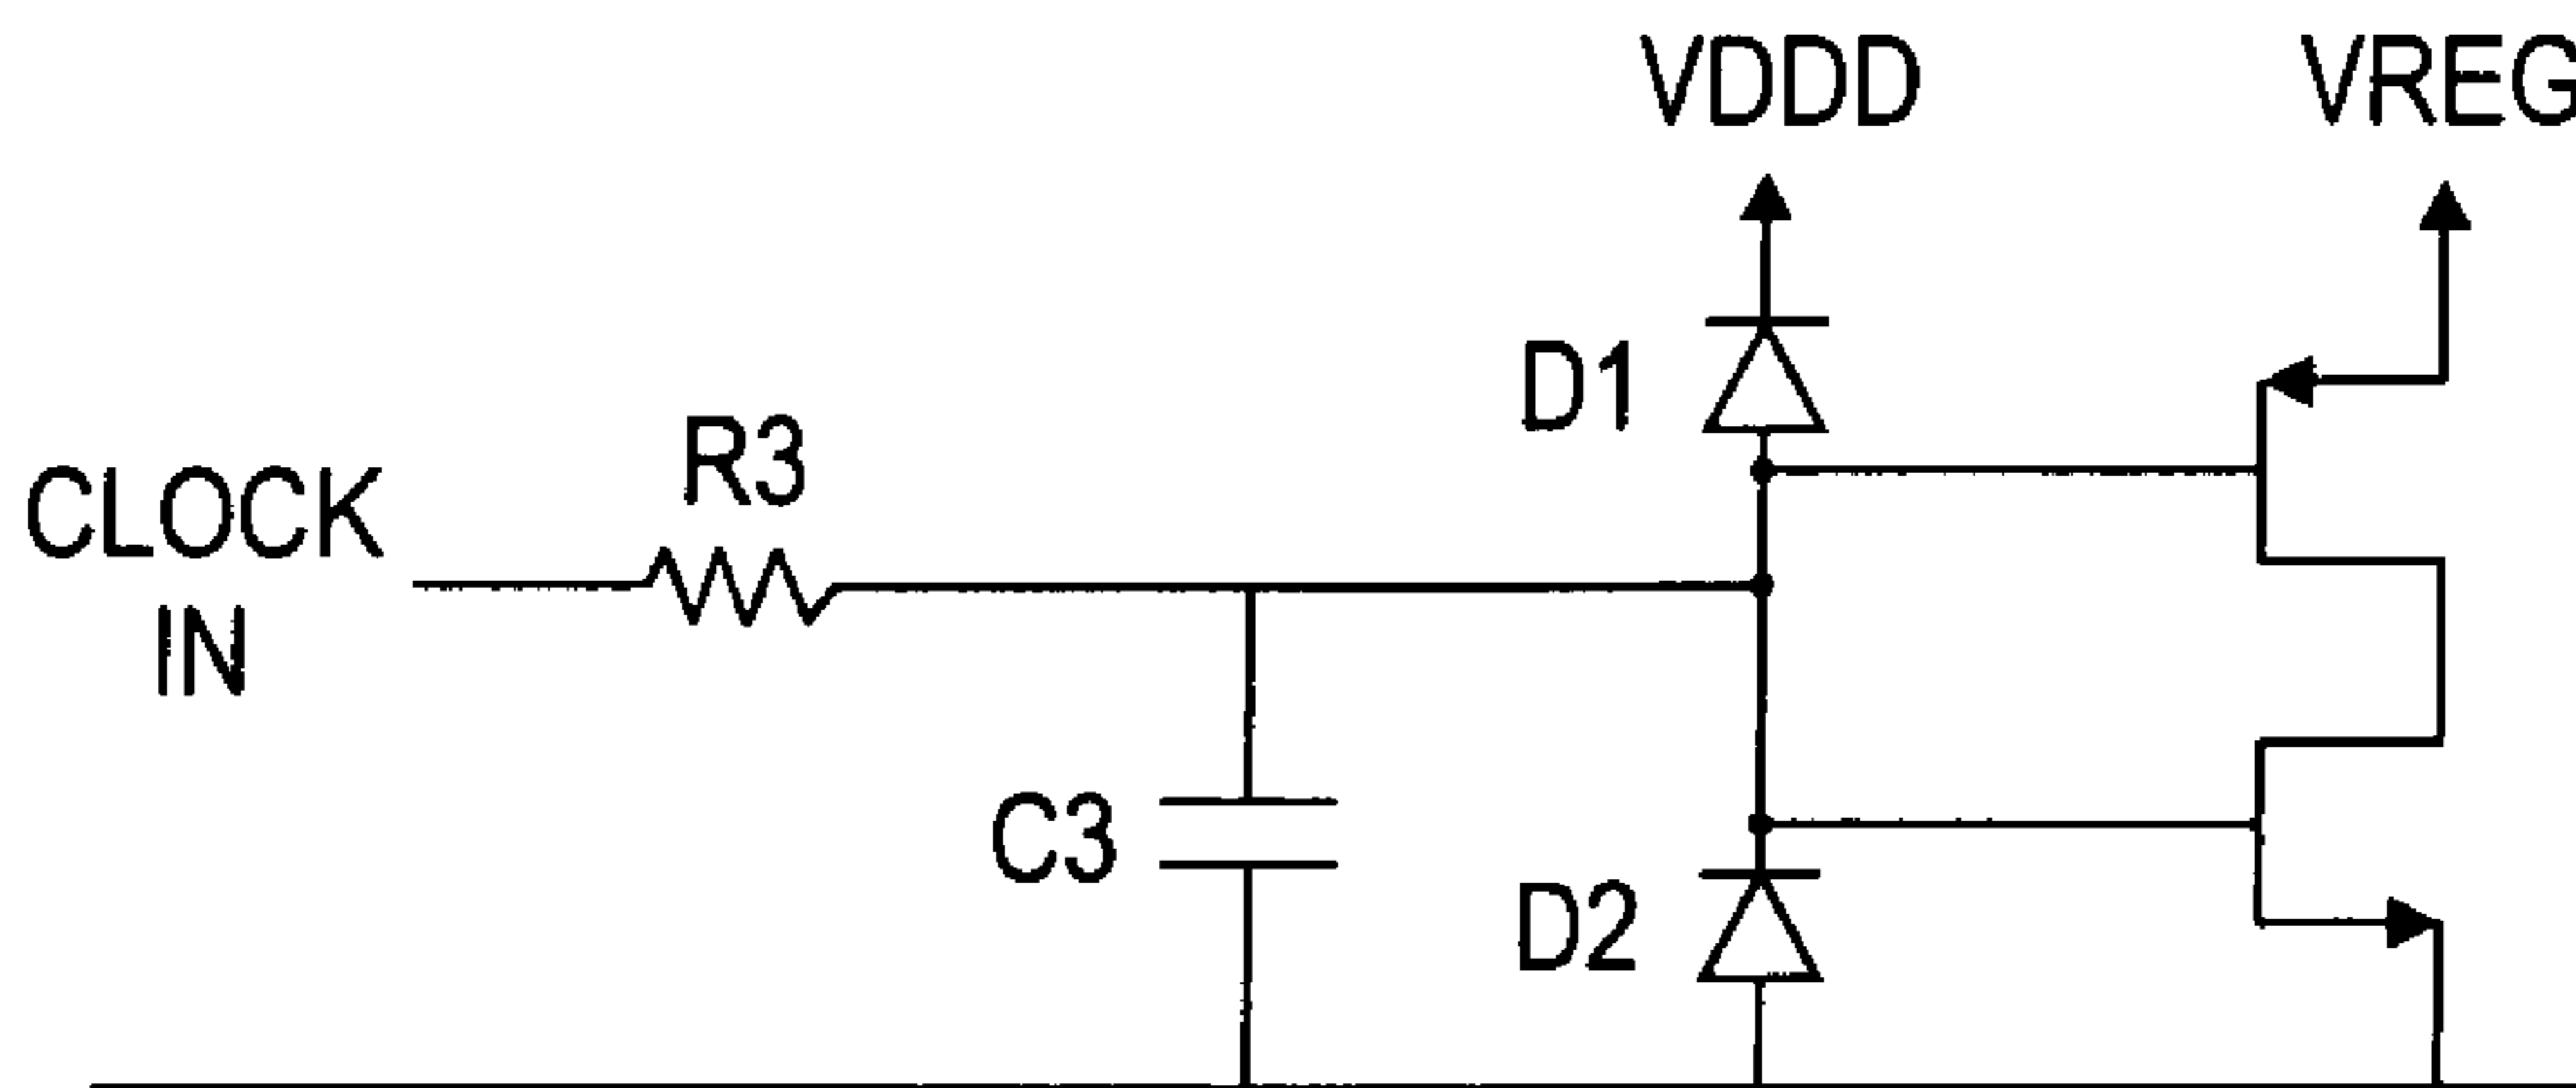 VDDD
VREG
D1
R3
CLOCK
IN
C3
D2